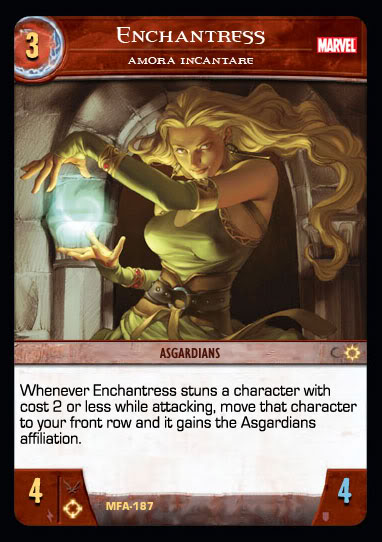 3
ENCHANTRESS
MARVEL
AMORA INCANTARE
ASGARDIANS
C
Whenever Enchantress stuns a character with
cost 2 or less while attacking, move that character
to your front row and it gains the Asgardians
affiliation.
4
MFA-187
4